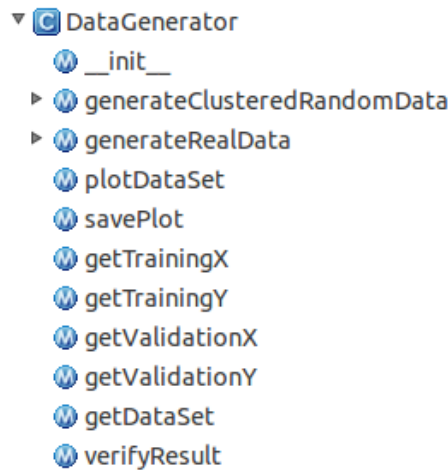 C DataGenerator
M __init__
M generateClusteredRandomData
M generateRealData
M plotDataSet
M savePlot
M getTrainingX
M getTrainingY
M getValidationX
M getValidationY
M getDataSet
M verifyResult